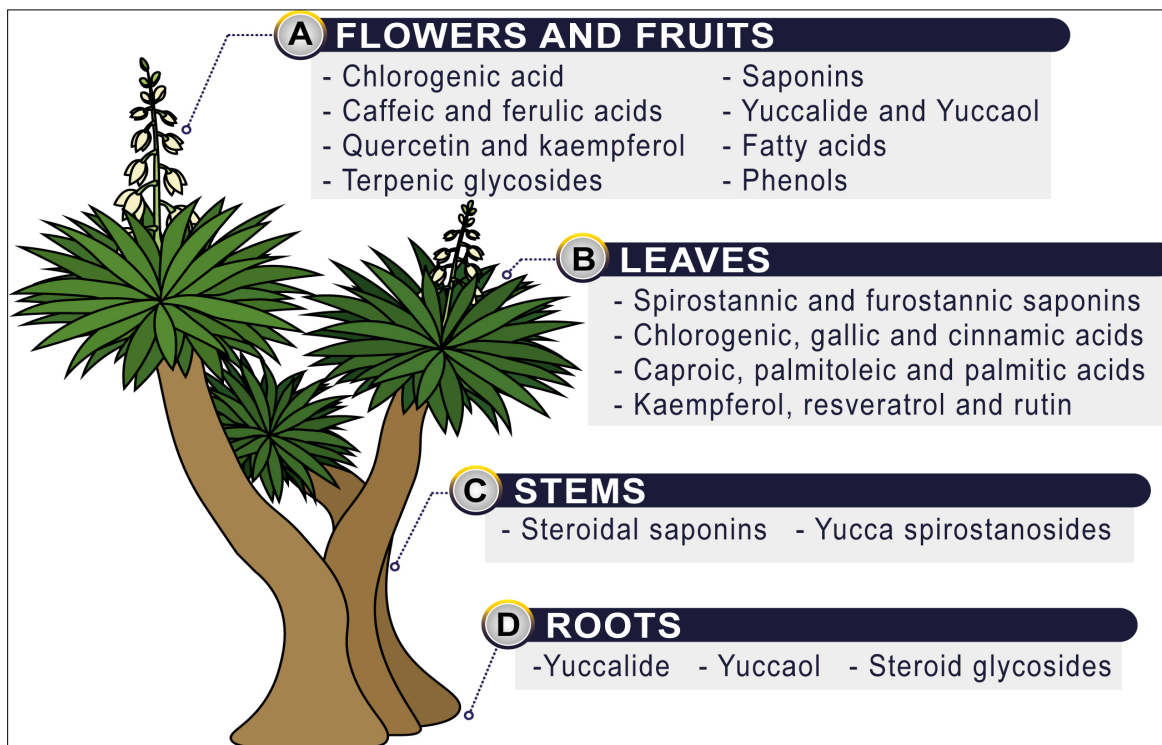 A FLOWERS AND FRUITS
- Chlorogenic acid
- Caffeic and ferulic acids
- Quercetin and kaempferol
- Terpenic glycosides
- Saponins
- Yuccalide and Yuccaol
- Fatty acids
- Phenols
B LEAVES
- Spirostannic and furostannic saponins
- Chlorogenic, gallic and cinnamic acids
- Caproic, palmitoleic and palmitic acids
- Kaempferol, resveratrol and rutin
C STEMS
- Steroidal saponins - Yucca spirostanosides
D ROOTS
-Yuccalide - Yuccaol - Steroid glycosides